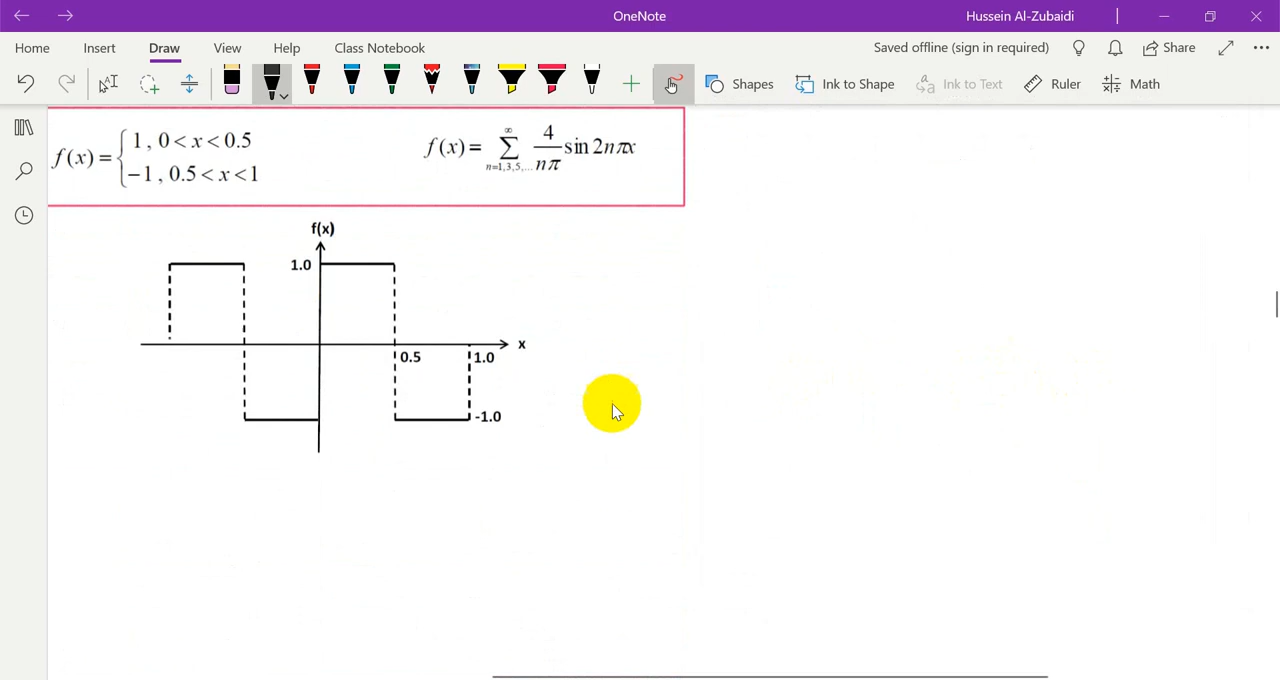 OneNote
Hussein Al-Zubaidi
Home Insert Draw View Help Class Notebook
Saved offline (sign in required) Share
Shapes Ink to Shape Ink to Text Ruler Math
f(x) = { 1 , 0 < x < 0.5
−1 , 0.5 < x < 1
f(x) = ∑ n=1,3,5,... ∞ 4/nπ sin 2nπx
f(x)
1.0
x
0.5 1.0
-1.0